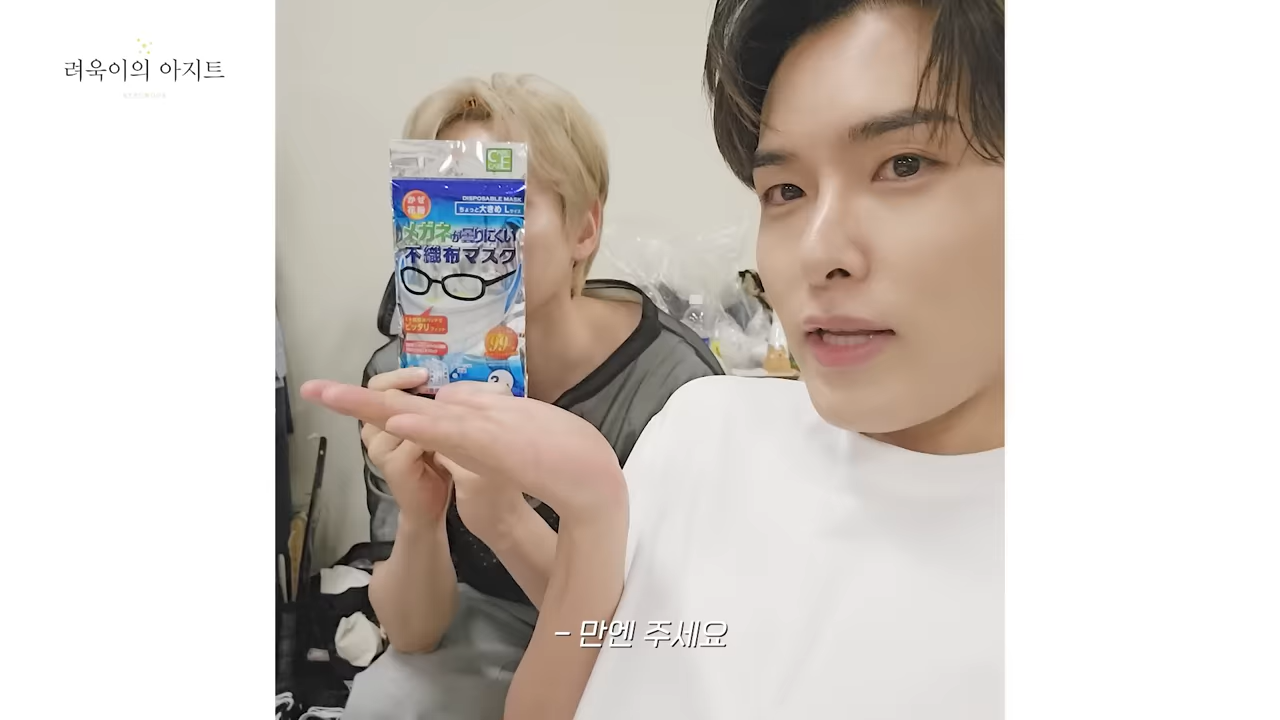 려욱이의 아지트
CE
かぜ
花粉
DISPOSABLE MASK
ちょっと大きめ Lサイズ
メガネが曇りにくい
不織布マスク
ピッタリ
99
- 만엔 주세요